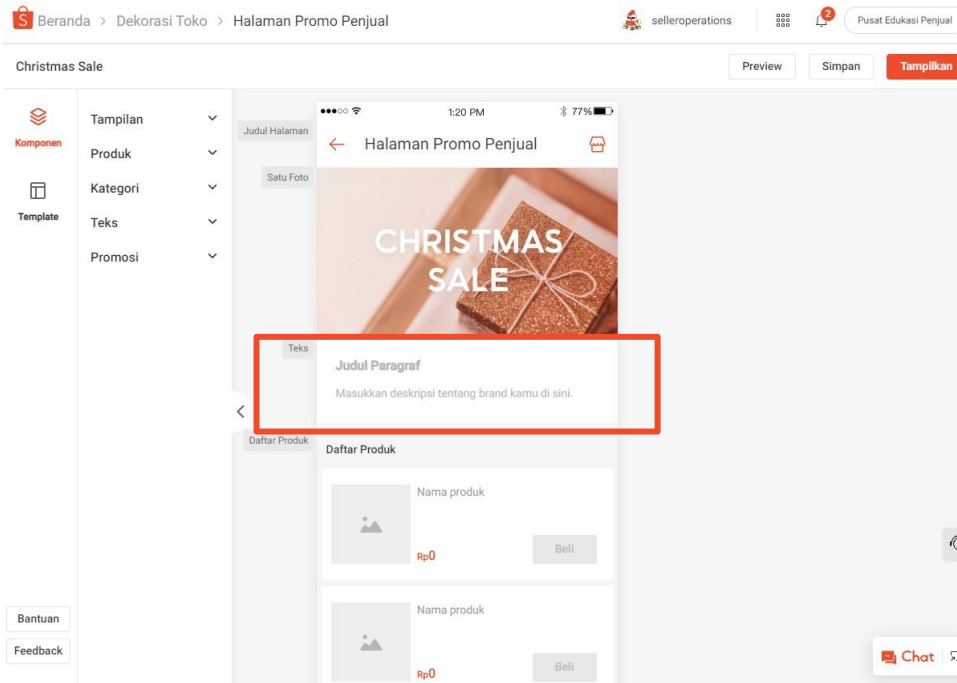 Beranda > Dekorasi Toko > Halaman Promo Penjual
selleroperations
2
Pusat Edukasi Penjual
Christmas Sale
Preview
Simpan
Tampilkan
Komponen
Template
Tampilan
Produk
Kategori
Teks
Promosi
Judul Halaman
Satu Foto
Teks
Daftar Produk
1:20 PM
77%
Halaman Promo Penjual
CHRISTMAS
SALE
Judul Paragraf
Masukkan deskripsi tentang brand kamu di sini.
Daftar Produk
Nama produk
Rp0
Beli
Nama produk
Rp0
Beli
Bantuan
Feedback
Chat